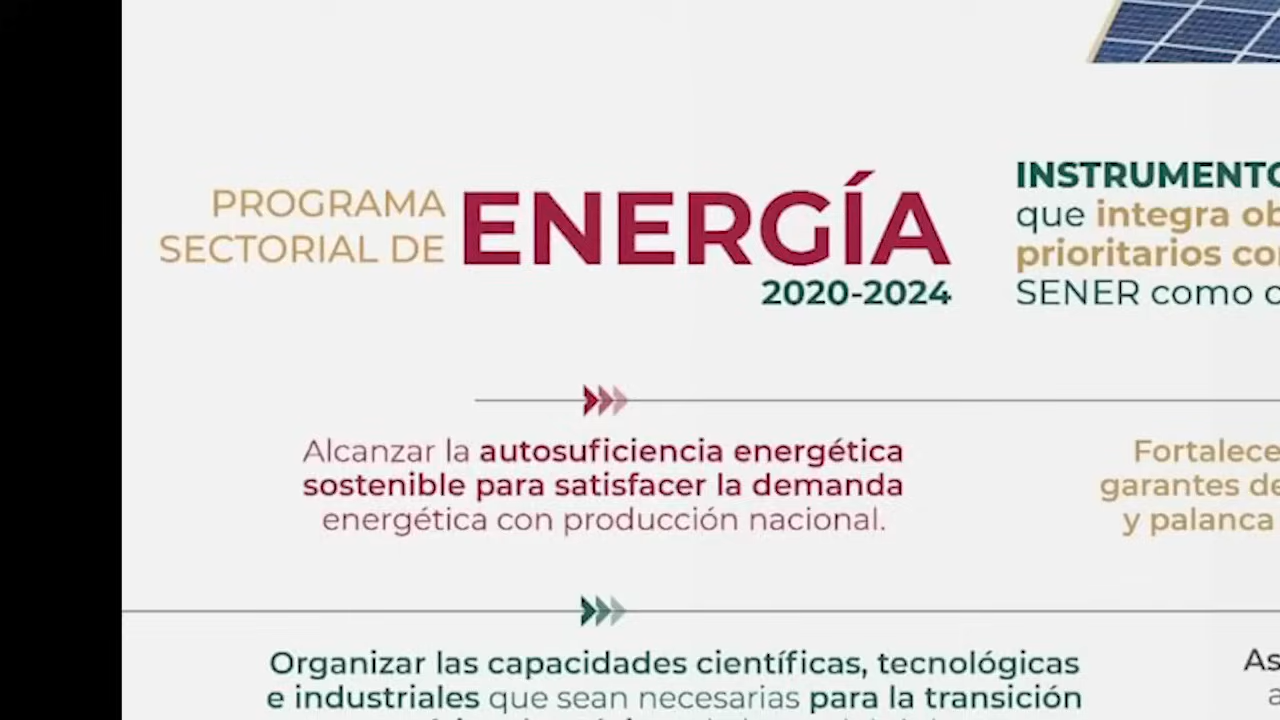 PROGRAMA
SECTORIAL DE
ENERGÍA
2020-2024
INSTRUMENTO
que integra
prioritarios
SENER como
Alcanzar la autosuficiencia energética
sostenible para satisfacer la demanda
energética con producción nacional.
garantes
y palanca
Organizar las capacidades científicas, tecnológicas
e industriales que sean necesarias para la transición